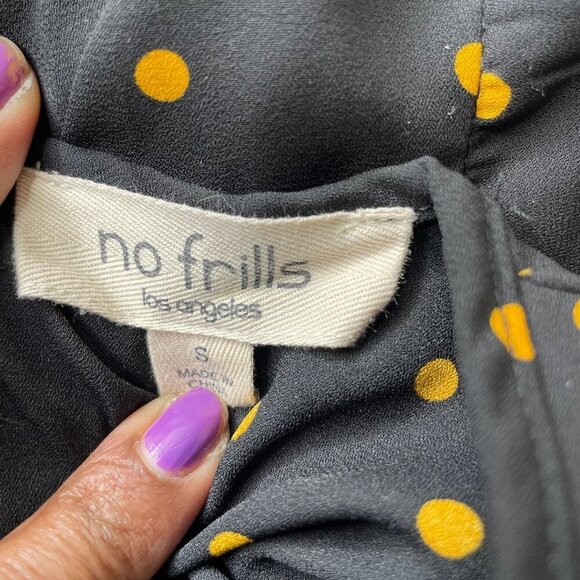 no frills
los angeles
S
MADE IN
CHINA